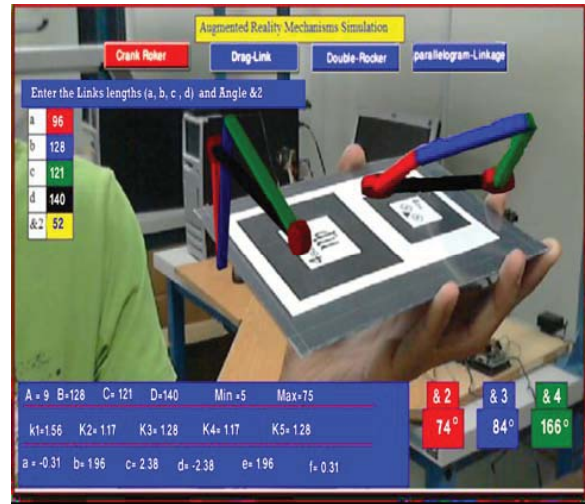 Augmented Reality Mechanisms Simulation
Crank Roker Drag-Link Double-Rocker parallelogram-Linkage
Enter the Links lengths (a, b, c , d) and Angle &2
a 96
b 128
c 121
d 140
&2 52
A = 9 B=128 C= 121 D=140 Min =5 Max=75
k1=1.56 K2= 1.17 K3= 1.28 K4= 1.17 K5= 1.28
a = -0.31 b= 1.96 c= 2.38 d= -2.38 e= 1.96 f= 0.31
& 2 & 3 & 4
74° 84° 166°